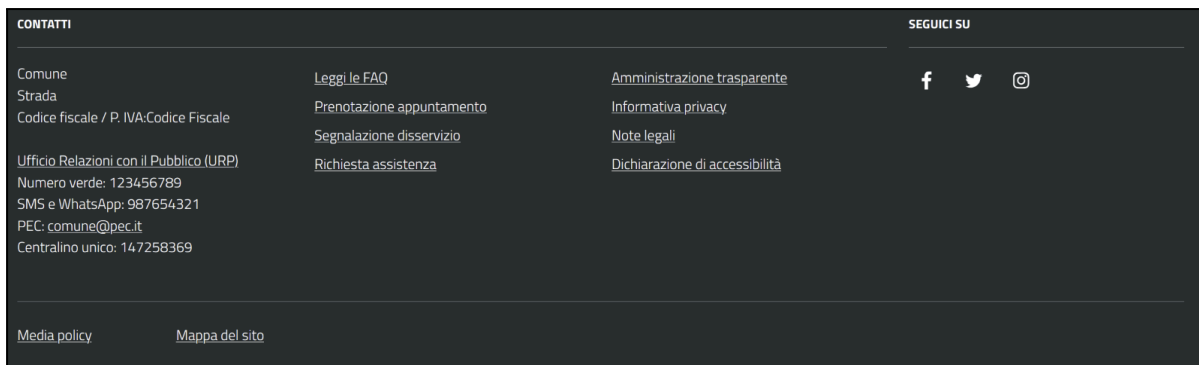 CONTATTI
Comune
Strada
Codice fiscale / P. IVA:Codice Fiscale
Ufficio Relazioni con il Pubblico (URP)
Numero verde: 123456789
SMS e WhatsApp: 987654321
PEC: comune@pec.it
Centralino unico: 147258369
Leggi le FAQ
Prenotazione appuntamento
Segnalazione disservizio
Richiesta assistenza
Amministrazione trasparente
Informativa privacy
Note legali
Dichiarazione di accessibilità
SEGUICI SU
Media policy
Mappa del sito